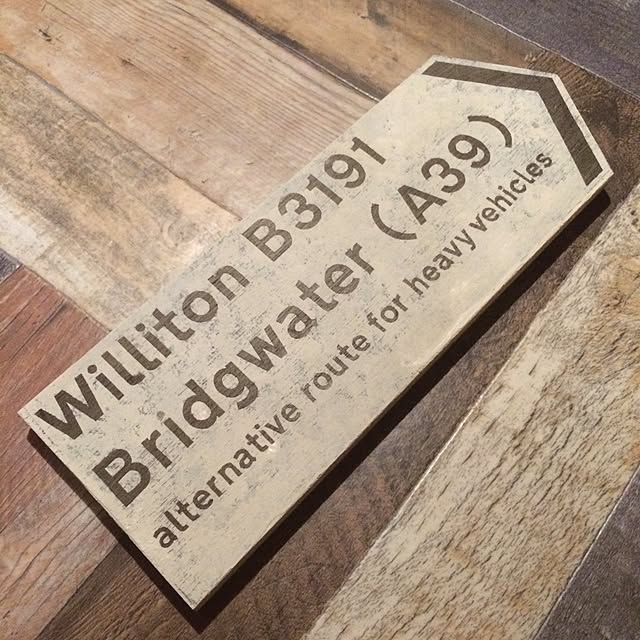 Williton B3191
Bridgwater (A39)
alternative route for heavy vehicles